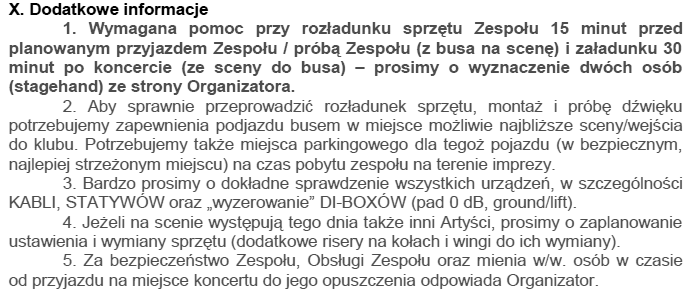 X. Dodatkowe informacje
1. Wymagana pomoc przy rozładunku sprzętu Zespołu 15 minut przed
planowanym przyjazdem Zespołu / próbą Zespołu (z busa na scenę) i załadunku 30
minut po koncercie (ze sceny do busa) – prosimy o wyznaczenie dwóch osób
(stagehand) ze strony Organizatora.
2. Aby sprawnie przeprowadzić rozładunek sprzętu, montaż i próbę dźwięku
potrzebujemy zapewnienia podjazdu busem w miejsce możliwie najbliższe sceny/wejścia
do klubu. Potrzebujemy także miejsca parkingowego dla tegoż pojazdu (w bezpiecznym,
najlepiej strzeżonym miejscu) na czas pobytu zespołu na terenie imprezy.
3. Bardzo prosimy o dokładne sprawdzenie wszystkich urządzeń, w szczególności
KABLI, STATYWÓW oraz „wyzerowanie” DI-BOXÓW (pad 0 dB, ground/lift).
4. Jeżeli na scenie występują tego dnia także inni Artyści, prosimy o zaplanowanie
ustawienia i wymiany sprzętu (dodatkowe risery na kołach i wingi do ich wymiany).
5. Za bezpieczeństwo Zespołu, Obsługi Zespołu oraz mienia w/w. osób w czasie
od przyjazdu na miejsce koncertu do jego opuszczenia odpowiada Organizator.